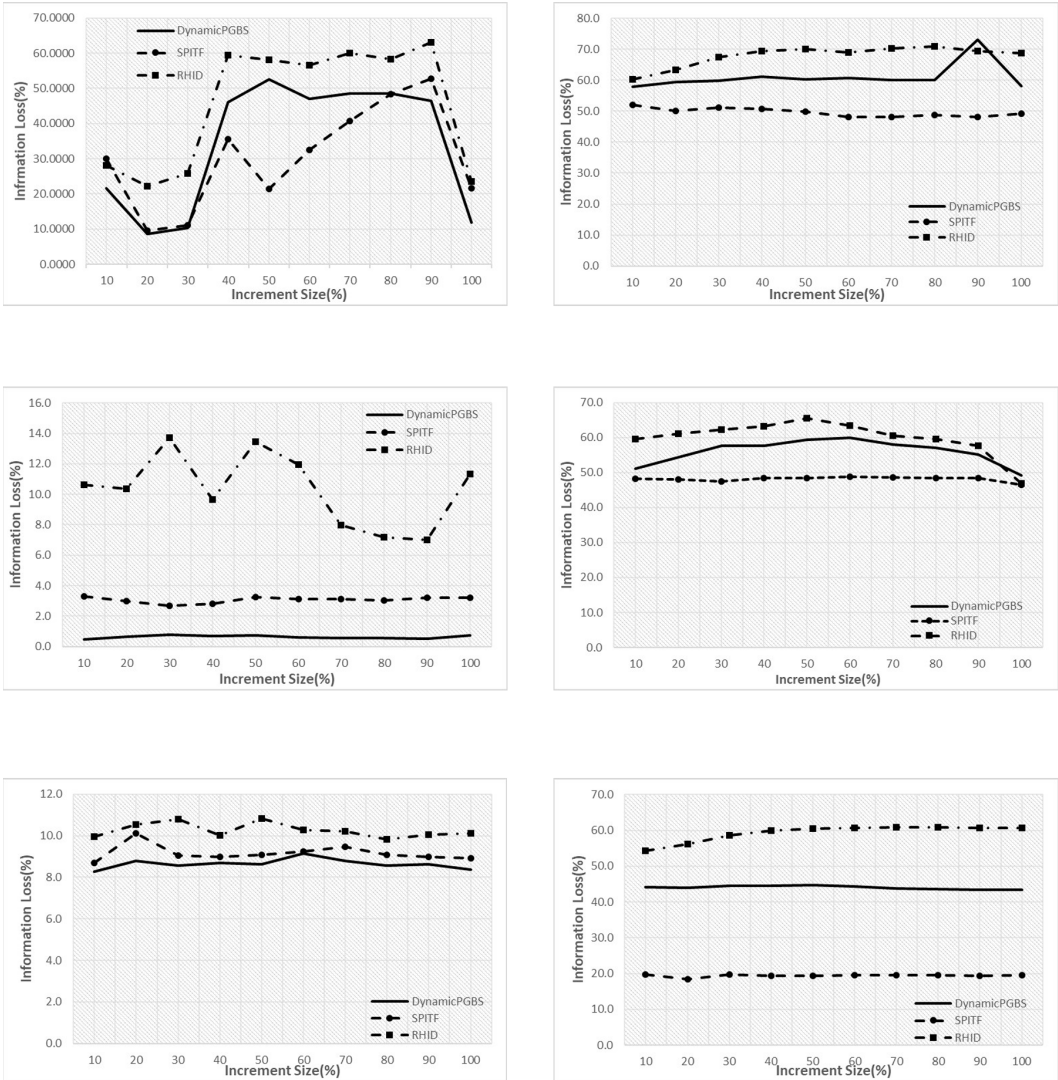 70.0000
60.0000
50.0000
40.0000
30.0000
20.0000
10.0000
0.0000
Infrmation Loss(%)
DynamicPGBS
SPITF
RHID
10 20 30 40 50 60 70 80 90 100
Increment Size(%)
80.0
70.0
60.0
50.0
40.0
30.0
20.0
10.0
0.0
Information Loss(%)
DynamicPGBS
SPITF
RHID
10 20 30 40 50 60 70 80 90 100
Increment Size(%)
16.0
14.0
12.0
10.0
8.0
6.0
4.0
2.0
0.0
Information Loss(%)
DynamicPGBS
SPITF
RHID
10 20 30 40 50 60 70 80 90 100
Increment Size(%)
70.0
60.0
50.0
40.0
30.0
20.0
10.0
0.0
Information Loss(%)
DynamicPGBS
SPITF
RHID
10 20 30 40 50 60 70 80 90 100
Increment Size(%)
12.0
10.0
8.0
6.0
4.0
2.0
0.0
Information Loss(%)
DynamicPGBS
SPITF
RHID
10 20 30 40 50 60 70 80 90 100
Increment Size(%)
70.0
60.0
50.0
40.0
30.0
20.0
10.0
0.0
Information Loss(%)
DynamicPGBS
SPITF
RHID
10 20 30 40 50 60 70 80 90 100
Increment Size(%)